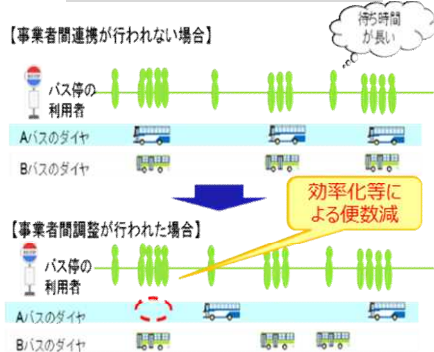 待ち時間
が長い
【事業者間連携が行われない場合】
バス停の
利用者
Aバスのダイヤ
Bバスのダイヤ
効率化等に
よる便数減
【事業者間調整が行われた場合】
バス停の
利用者
Aバスのダイヤ
Bバスのダイヤ